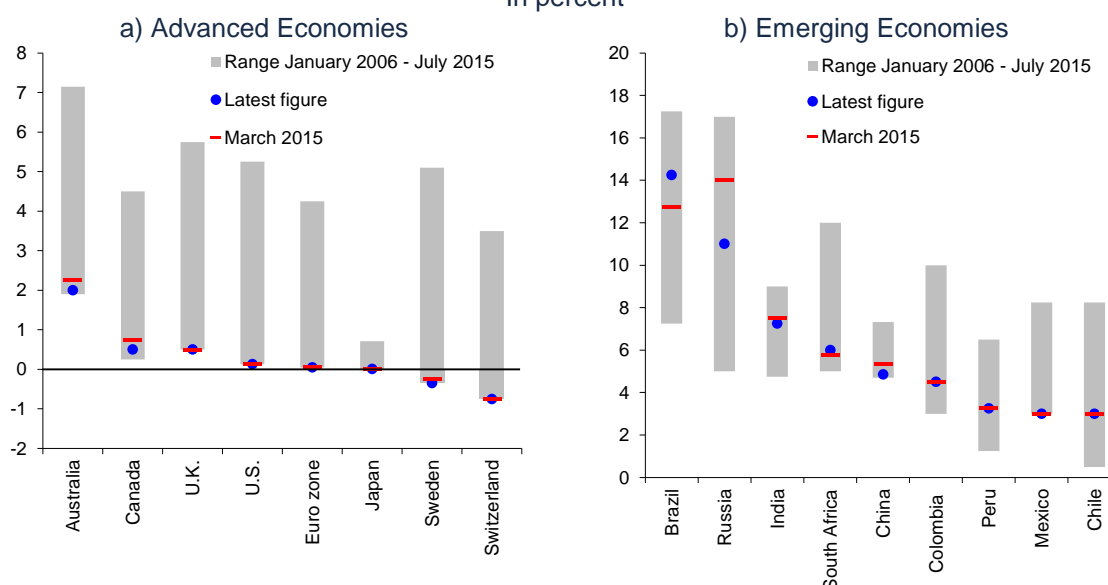 In percent
a) Advanced Economies
8
7
6
5
4
3
2
1
0
-1
-2
Range January 2006 - July 2015
Latest figure
March 2015
Australia
Canada
U.K.
U.S.
Euro zone
Japan
Sweden
Switzerland
b) Emerging Economies
20
18
16
14
12
10
8
6
4
2
0
Range January 2006 - July 2015
Latest figure
March 2015
Brazil
Russia
India
South Africa
China
Colombia
Peru
Mexico
Chile